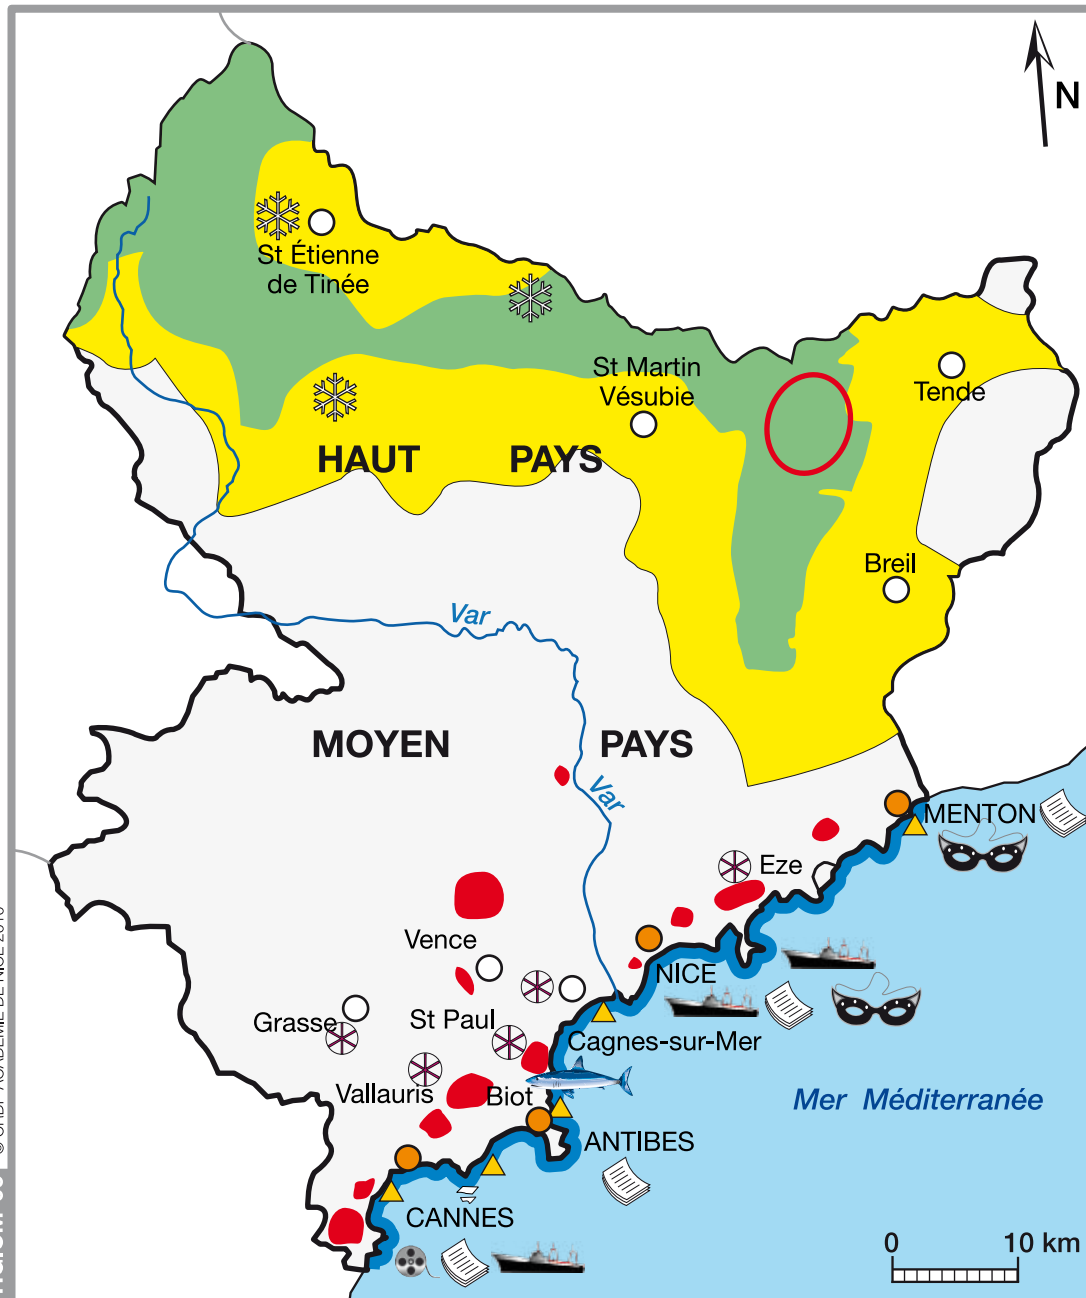 N
St Étienne
de Tinée
St Martin
Vésubie
Tende
HAUT PAYS
Breil
Var
MOYEN PAYS
Var
MENTON
Eze
Vence
NICE
Grasse
St Paul
Cagnes-sur-Mer
Vallauris
Biot
Mer Méditerranée
ANTIBES
CANNES
0 10 km